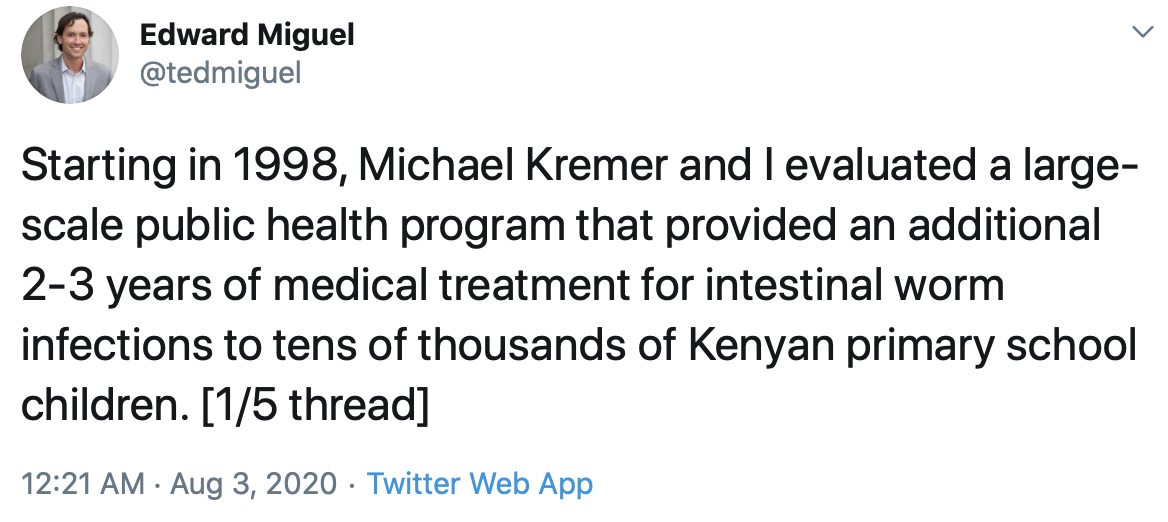 Edward Miguel
@tedmiguel
Starting in 1998, Michael Kremer and I evaluated a large-
scale public health program that provided an additional
2-3 years of medical treatment for intestinal worm
infections to tens of thousands of Kenyan primary school
children. [1/5 thread]
12:21 AM · Aug 3, 2020 · Twitter Web App